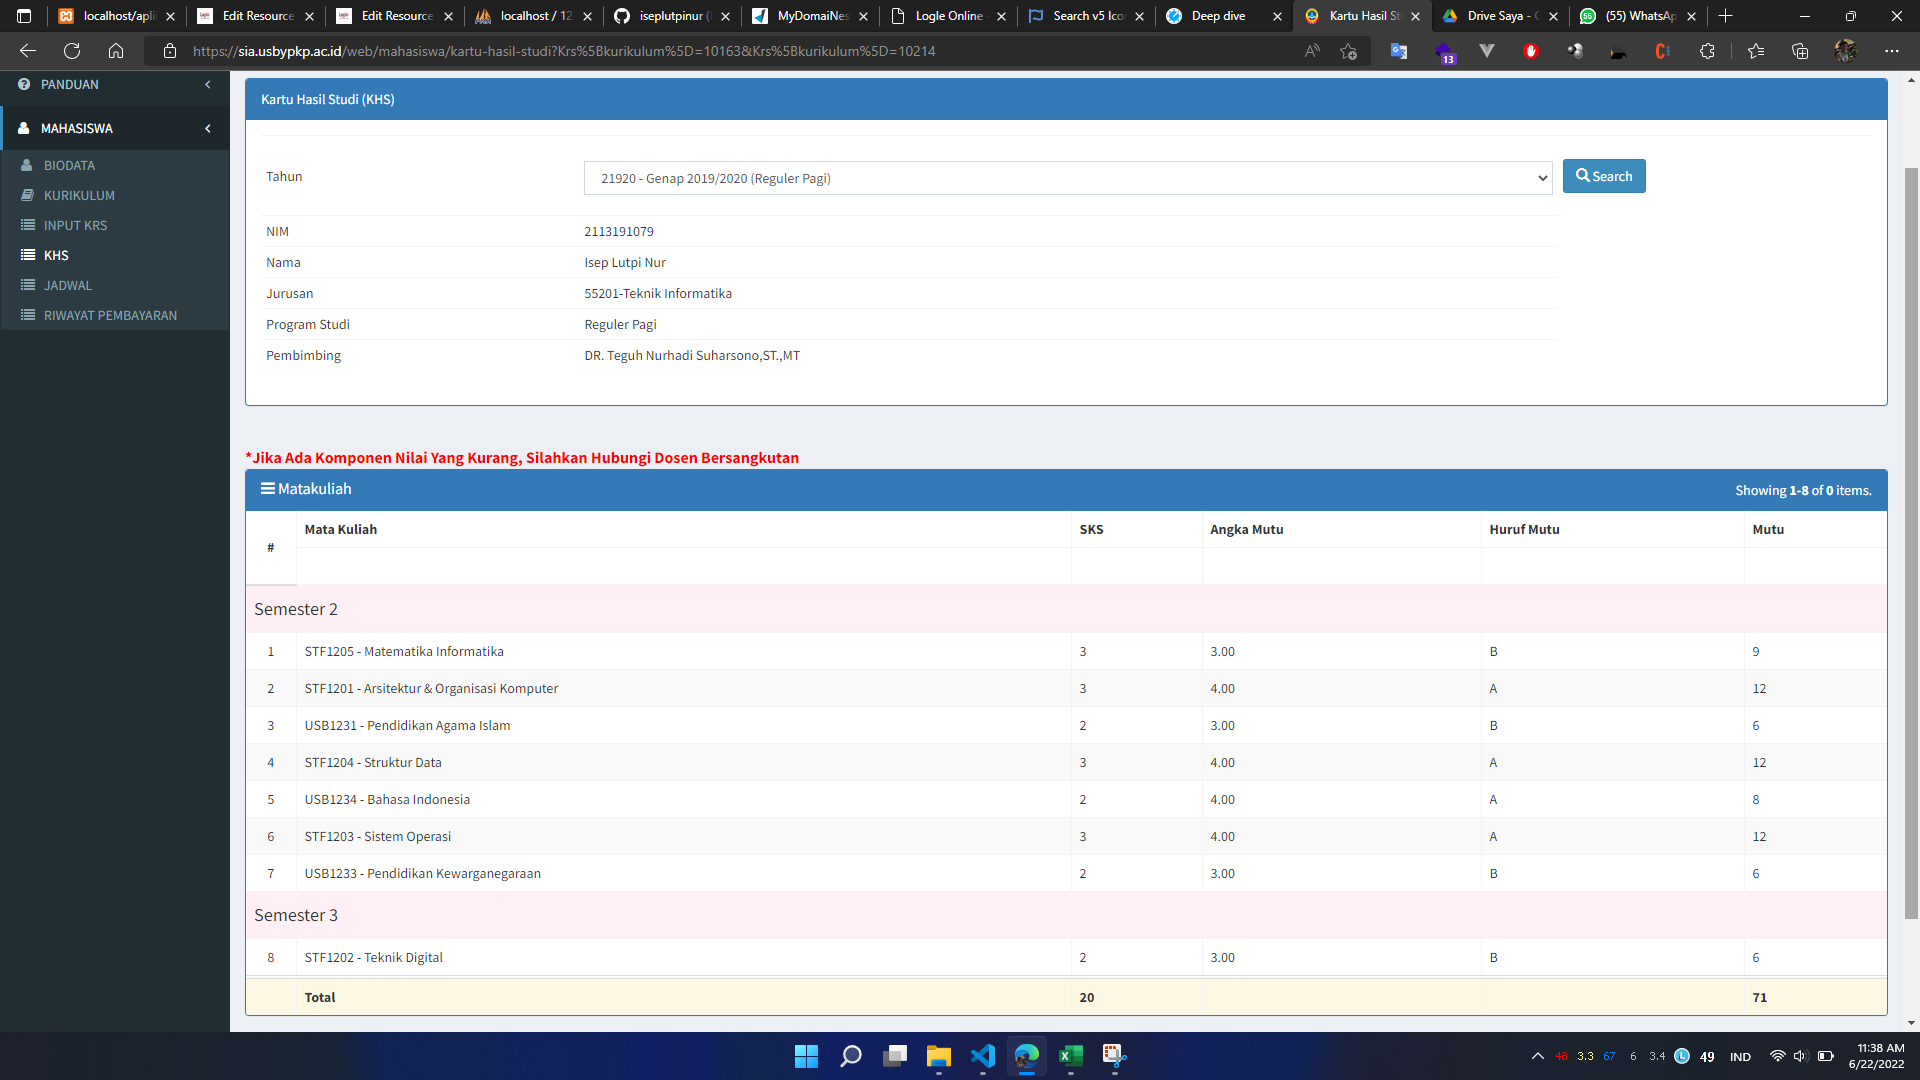 localhost/apli
Edit Resource
Edit Resource
localhost / 12
iseplutpinur (
MyDomaiNes
Logle Online
Search v5 Ico
Deep dive
Kartu Hasil St
Drive Saya - G
(55) WhatsAp
https://sia.usbypkp.ac.id/web/mahasiswa/kartu-hasil-studi?Krs%5Bkurikulum%5D=10163&Krs%5Bkurikulum%5D=10214
13
PANDUAN
MAHASISWA
BIODATA
KURIKULUM
INPUT KRS
KHS
JADWAL
RIWAYAT PEMBAYARAN
Kartu Hasil Studi (KHS)
Tahun 21920 - Genap 2019/2020 (Reguler Pagi) Search
NIM 2113191079
Nama Isep Lutpi Nur
Jurusan 55201-Teknik Informatika
Program Studi Reguler Pagi
Pembimbing DR. Teguh Nurhadi Suharsono,ST.,MT
*Jika Ada Komponen Nilai Yang Kurang, Silahkan Hubungi Dosen Bersangkutan
Matakuliah Showing 1-8 of 0 items.
# Mata Kuliah SKS Angka Mutu Huruf Mutu Mutu
Semester 2
1 STF1205 - Matematika Informatika 3 3.00 B 9
2 STF1201 - Arsitektur & Organisasi Komputer 3 4.00 A 12
3 USB1231 - Pendidikan Agama Islam 2 3.00 B 6
4 STF1204 - Struktur Data 3 4.00 A 12
5 USB1234 - Bahasa Indonesia 2 4.00 A 8
6 STF1203 - Sistem Operasi 3 4.00 A 12
7 USB1233 - Pendidikan Kewarganegaraan 2 3.00 B 6
Semester 3
8 STF1202 - Teknik Digital 2 3.00 B 6
Total 20 71
48 3.3 67 6 3.4 49 IND 11:38 AM
6/22/2022